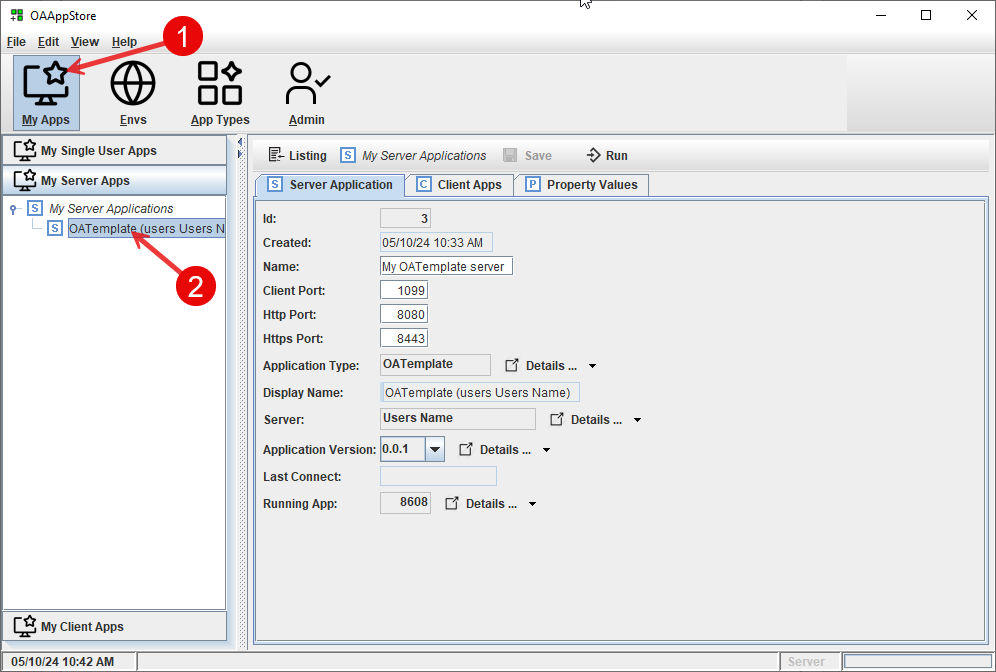 OAAppStore
File Edit View Help
1
My Apps Envs App Types Admin
My Single User Apps
My Server Apps
My Server Applications
OATemplate (users Users N
2
My Client Apps
Listing S My Server Applications Save Run
S Server Application C Client Apps P Property Values
Id: 3
Created: 05/10/24 10:33 AM
Name: My OATemplate server
Client Port: 1099
Http Port: 8080
Https Port: 8443
Application Type: OATemplate Details ...
Display Name: OATemplate (users Users Name)
Server: Users Name Details ...
Application Version: 0.0.1 Details ...
Last Connect:
Running App: 8608 Details ...
05/10/24 10:42 AM Server